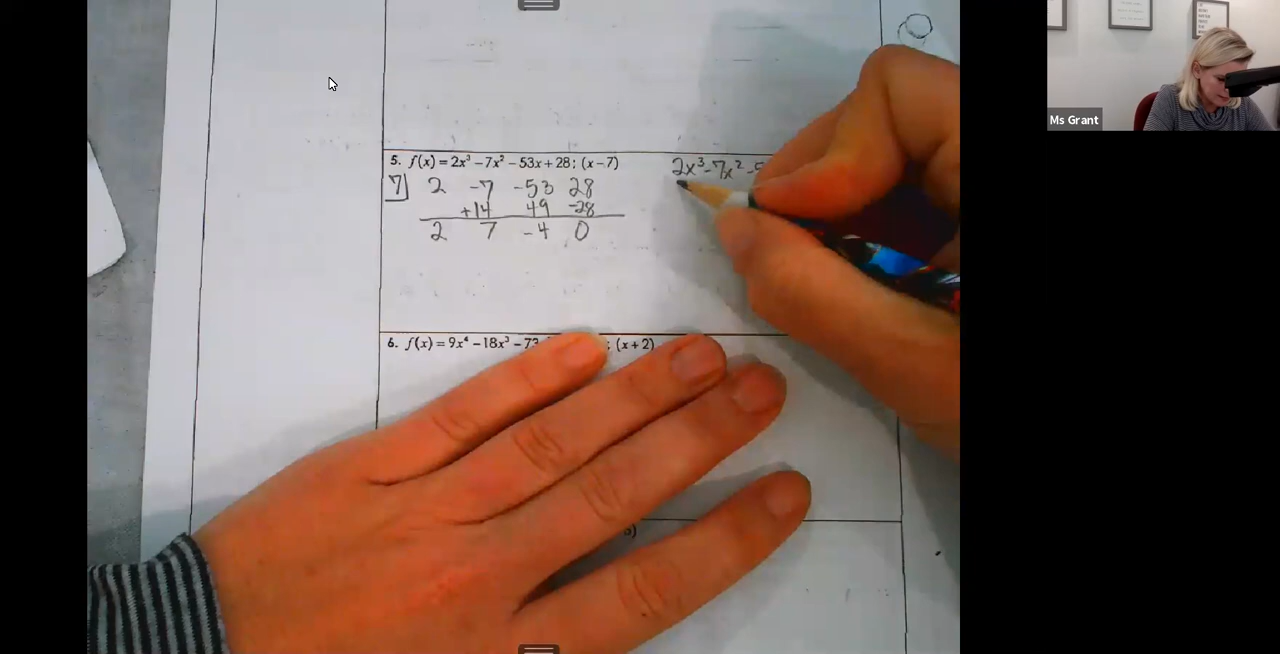 5. f(x) = 2x³ − 7x² − 53x + 28; (x − 7)
2x³ - 7x² - 5
7 2 -7 -53 28
+14 49 -28
2 7 -4 0
6. f(x) = 9x⁴ − 18x³ − 73 ; (x + 2)
Ms Grant